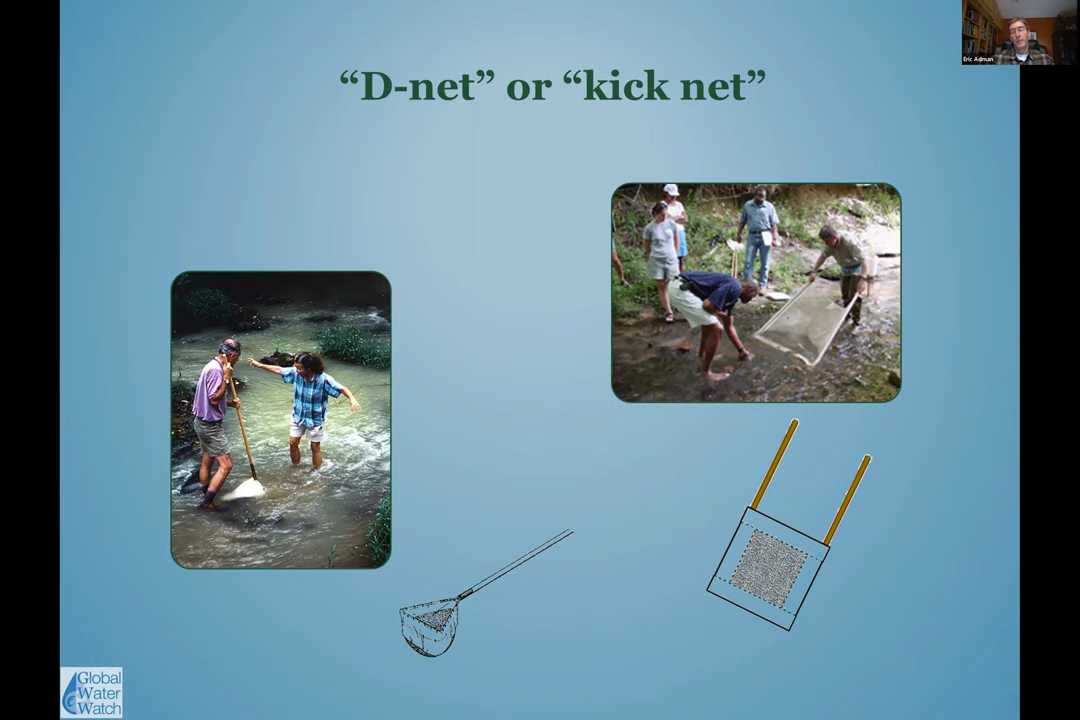 “D-net” or “kick net”
Eric Adman
Global
Water
Watch